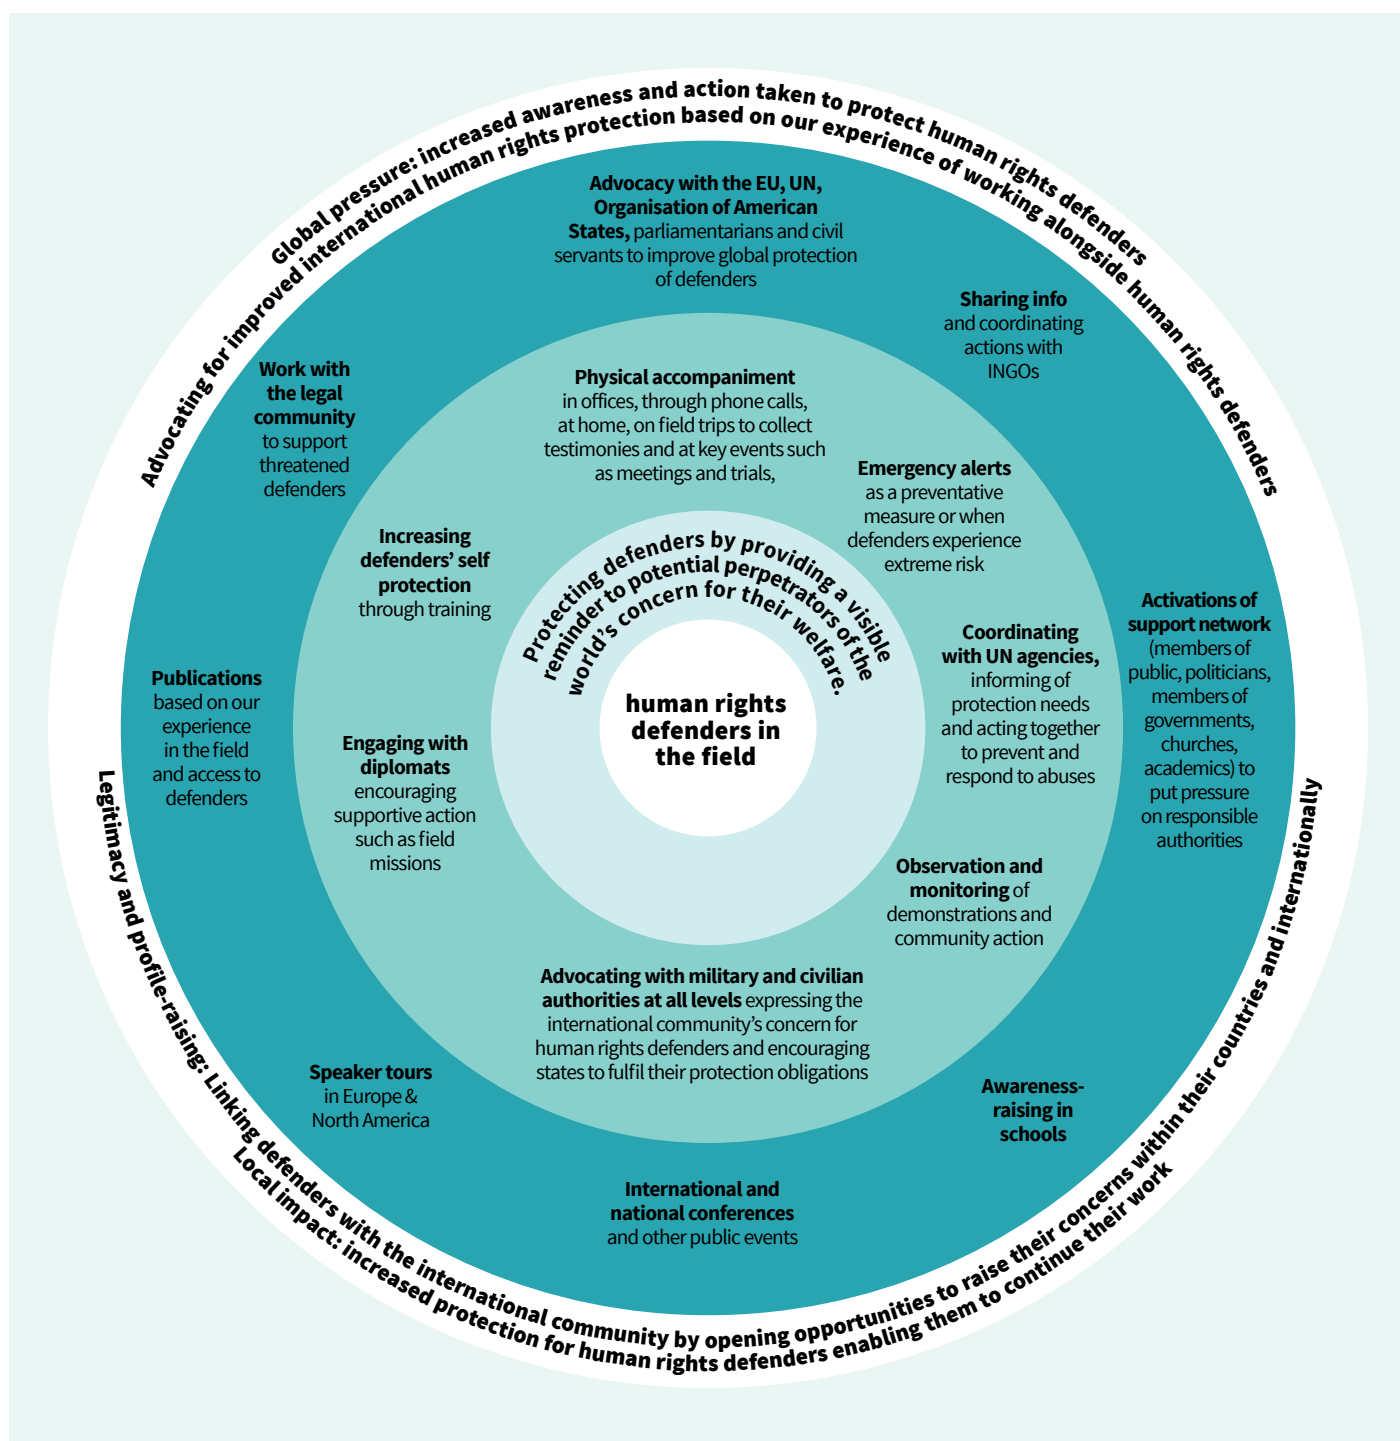 Global pressure: increased awareness and action taken to protect human rights defenders
Advocating for improved international human rights protection based on our experience of working alongside human rights defenders
Advocacy with the EU, UN,
Organisation of American
States, parliamentarians and civil
servants to improve global protection
of defenders
Sharing info
and coordinating
actions with
INGOs
Work with
the legal
community
to support
threatened
defenders
Physical accompaniment
in offices, through phone calls,
at home, on field trips to collect
testimonies and at key events such
as meetings and trials,
Emergency alerts
as a preventative
measure or when
defenders experience
extreme risk
Increasing
defenders’ self
protection
through training
Protecting defenders by providing a visible
reminder to potential perpetrators of the
world’s concern for their welfare.
human rights
defenders in
the field
Activations of
support network
(members of
public, politicians,
members of
governments,
churches,
academics) to
put pressure
on responsible
authorities
Coordinating
with UN agencies,
informing of
protection needs
and acting together
to prevent and
respond to abuses
Publications
based on our
experience
in the field
and access to
defenders
Engaging with
diplomats
encouraging
supportive action
such as field
missions
Observation and
monitoring of
demonstrations and
community action
Advocating with military and civilian
authorities at all levels expressing the
international community’s concern for
human rights defenders and encouraging
states to fulfil their protection obligations
Speaker tours
in Europe &
North America
Awareness-
raising in
schools
International and
national conferences
and other public events
Legitimacy and profile-raising: Linking defenders with the international community by opening opportunities to raise their concerns within their countries and internationally
Local impact: increased protection for human rights defenders enabling them to continue their work